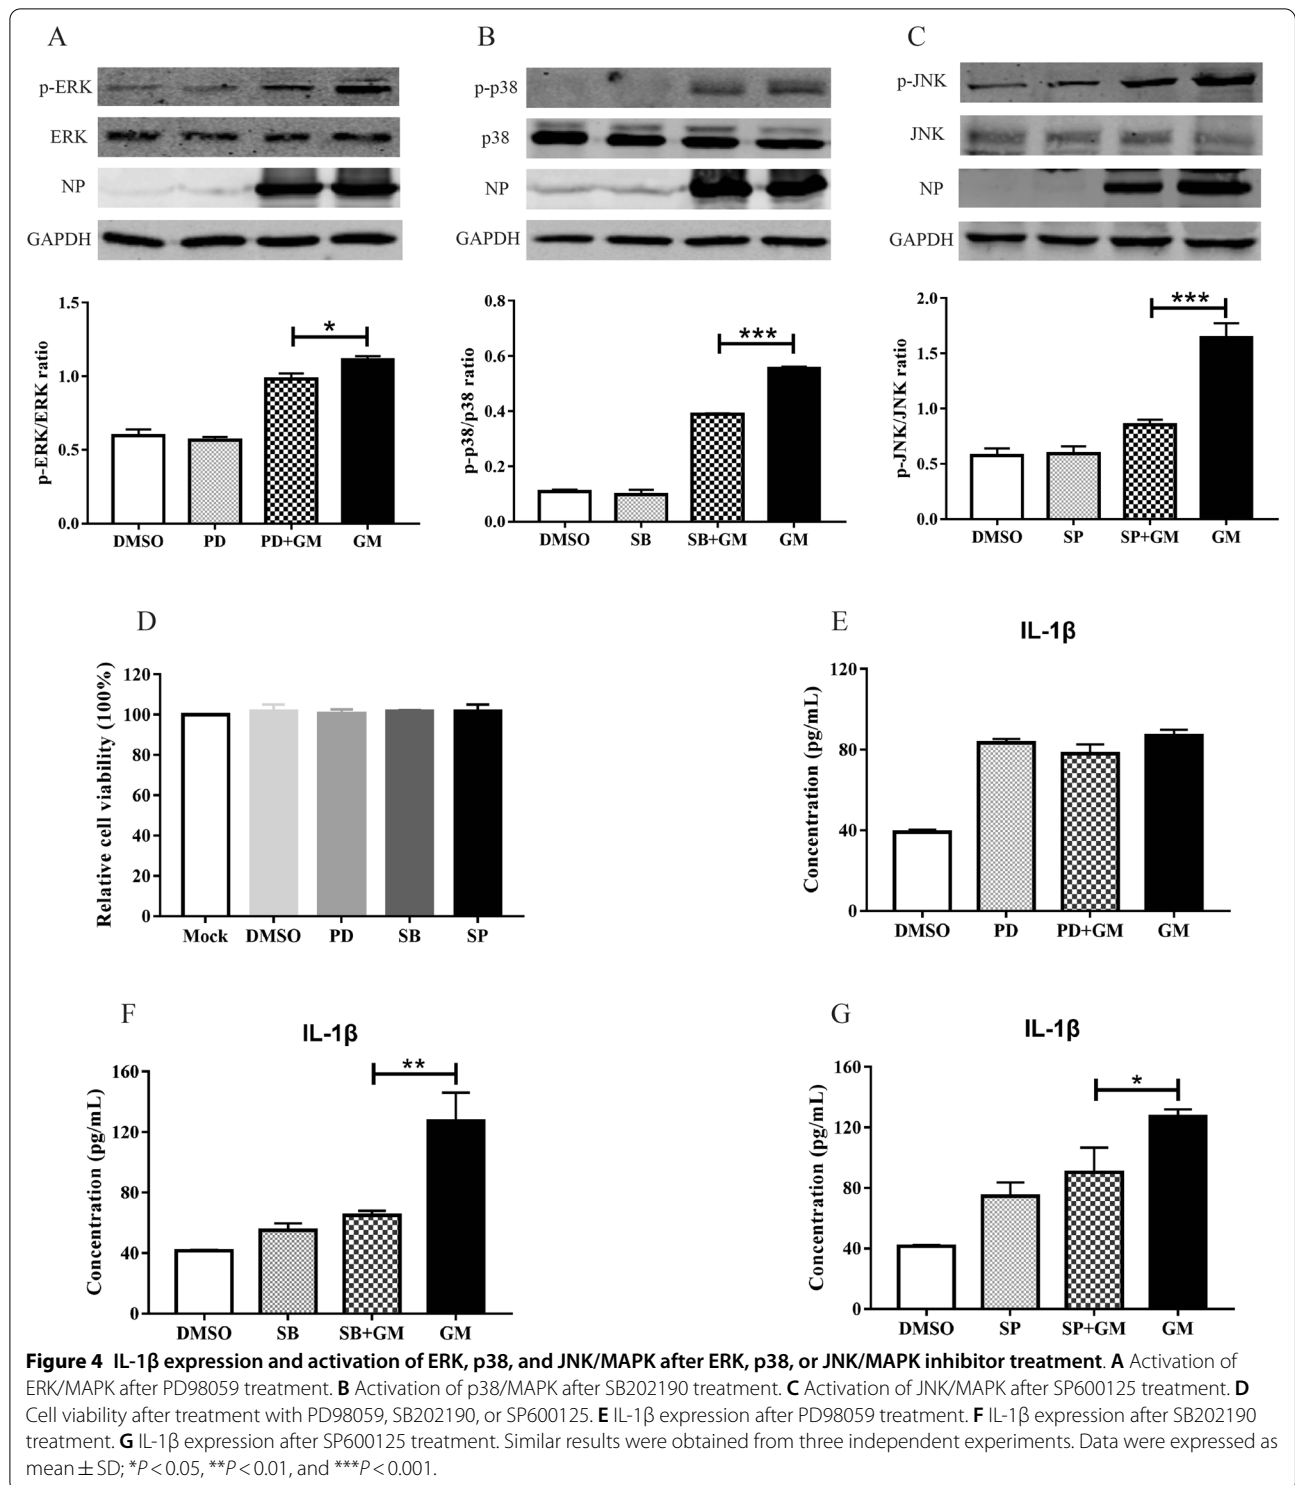 A
p-ERK
ERK
NP
GAPDH
p-ERK/ERK ratio
1.5
1.0
0.5
0.0
*
DMSO PD PD+GM GM
B
p-p38
p38
NP
GAPDH
p-p38/p38 ratio
0.8
0.6
0.4
0.2
0.0
***
DMSO SB SB+GM GM
C
p-JNK
JNK
NP
GAPDH
p-JNK/JNK ratio
2.0
1.5
1.0
0.5
0.0
***
DMSO SP SP+GM GM
D
Relative cell viability (100%)
120
100
80
60
40
20
0
Mock DMSO PD SB SP
E
IL-1β
Concentration (pg/mL)
120
80
40
0
DMSO PD PD+GM GM
F
IL-1β
Concentration (pg/mL)
160
120
80
40
0
**
DMSO SB SB+GM GM
G
IL-1β
Concentration (pg/mL)
160
120
80
40
0
*
DMSO SP SP+GM GM
Figure 4 IL-1β expression and activation of ERK, p38, and JNK/MAPK after ERK, p38, or JNK/MAPK inhibitor treatment. A Activation of
ERK/MAPK after PD98059 treatment. B Activation of p38/MAPK after SB202190 treatment. C Activation of JNK/MAPK after SP600125 treatment. D
Cell viability after treatment with PD98059, SB202190, or SP600125. E IL-1β expression after PD98059 treatment. F IL-1β expression after SB202190
treatment. G IL-1β expression after SP600125 treatment. Similar results were obtained from three independent experiments. Data were expressed as
mean ± SD; *P < 0.05, **P < 0.01, and ***P < 0.001.